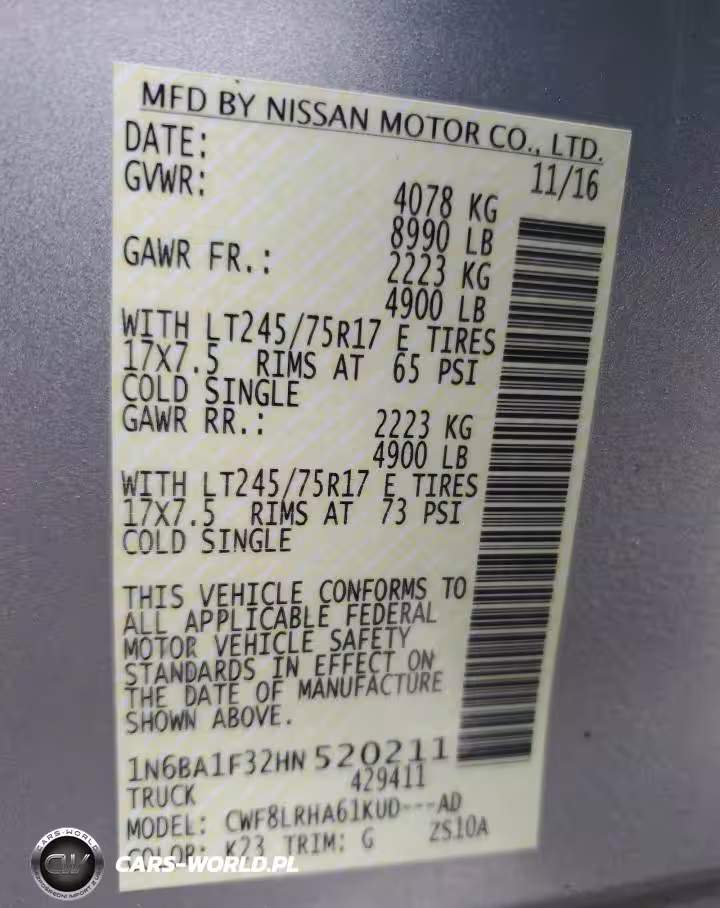 MFD BY NISSAN MOTOR CO., LTD.
DATE: 11/16
GVWR: 4078 KG
8990 LB
GAWR FR.: 2223 KG
4900 LB
WITH LT245/75R17 E TIRES
17X7.5 RIMS AT 65 PSI
COLD SINGLE
GAWR RR.: 2223 KG
4900 LB
WITH LT245/75R17 E TIRES
17X7.5 RIMS AT 73 PSI
COLD SINGLE
THIS VEHICLE CONFORMS TO
ALL APPLICABLE FEDERAL
MOTOR VEHICLE SAFETY
STANDARDS IN EFFECT ON
THE DATE OF MANUFACTURE
SHOWN ABOVE.
1N6BA1F32HN520211
TRUCK 429411
MODEL: CWF8LRHA61KUD---AD
COLOR: K23 TRIM: G ZS10A
CARS-WORLD
CW
CARS-WORLD.PL